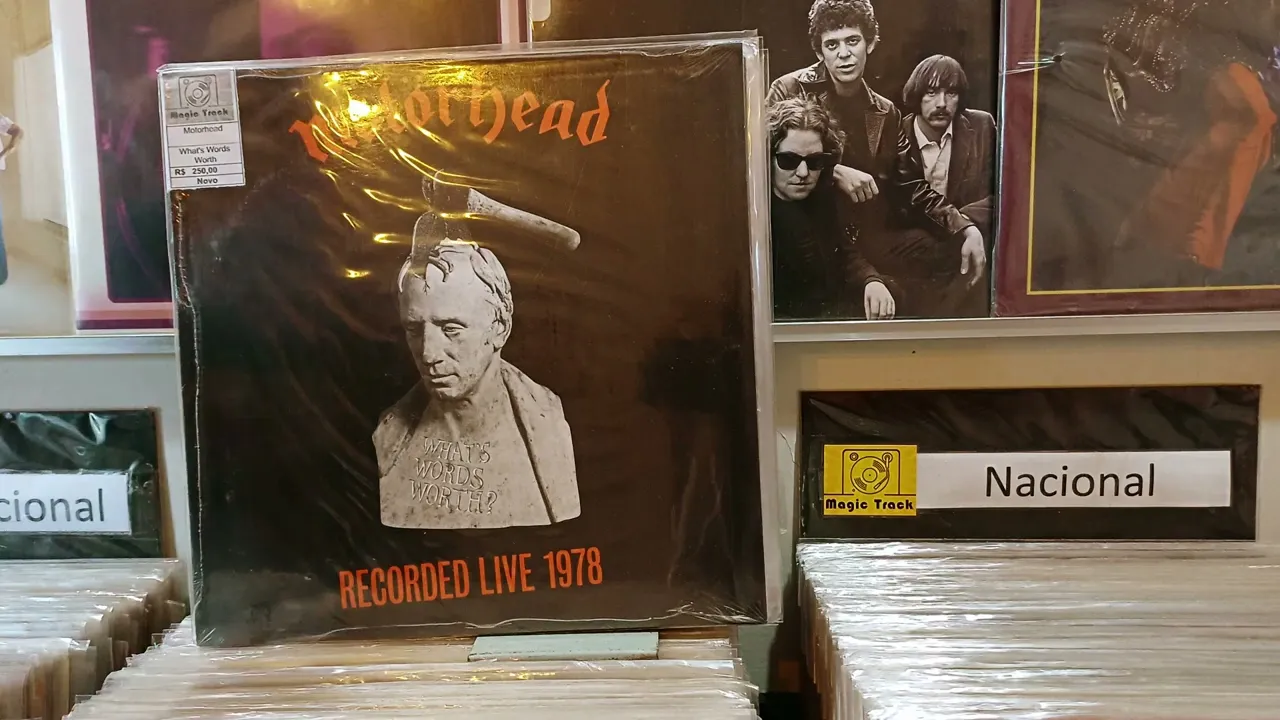 Magic Track
Motorhead
What's Words
Worth
R$ 250,00
Novo
motorhead
WHAT'S
WORDS
WORTH?
RECORDED LIVE 1978
cional
Magic Track
Nacional